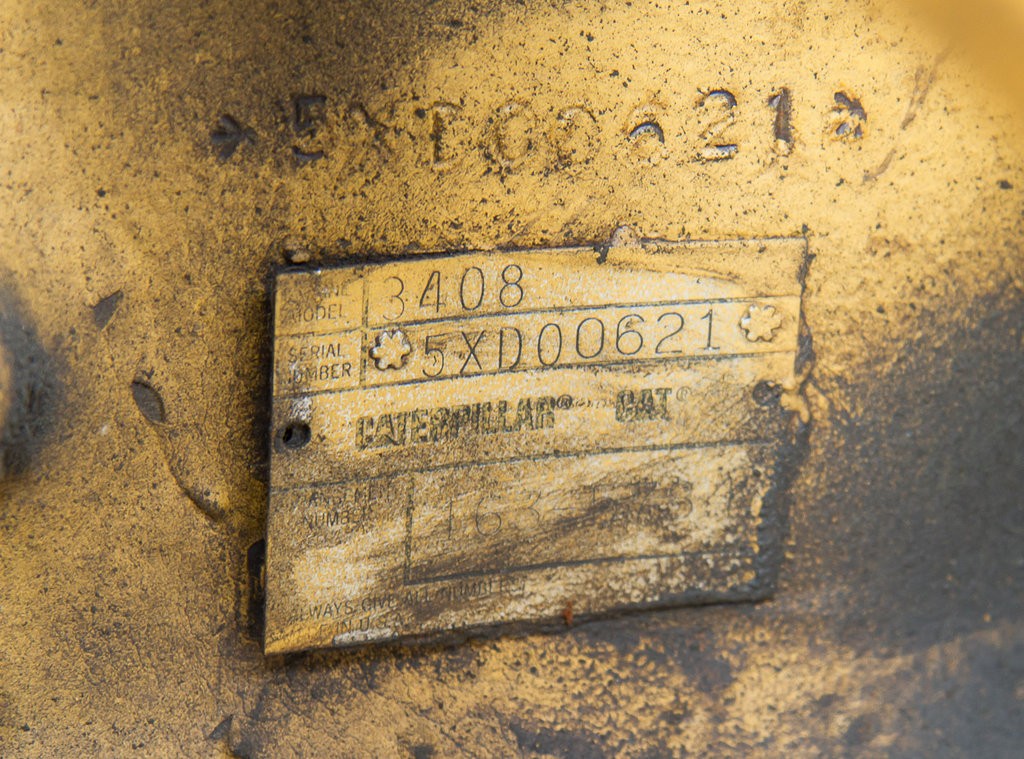 5XD00621
MODEL 3408
SERIAL NUMBER 5XD00621
CATERPILLAR® CAT®
NUMBER
ALWAYS GIVE ALL NUMBERS
IN U.S.A.